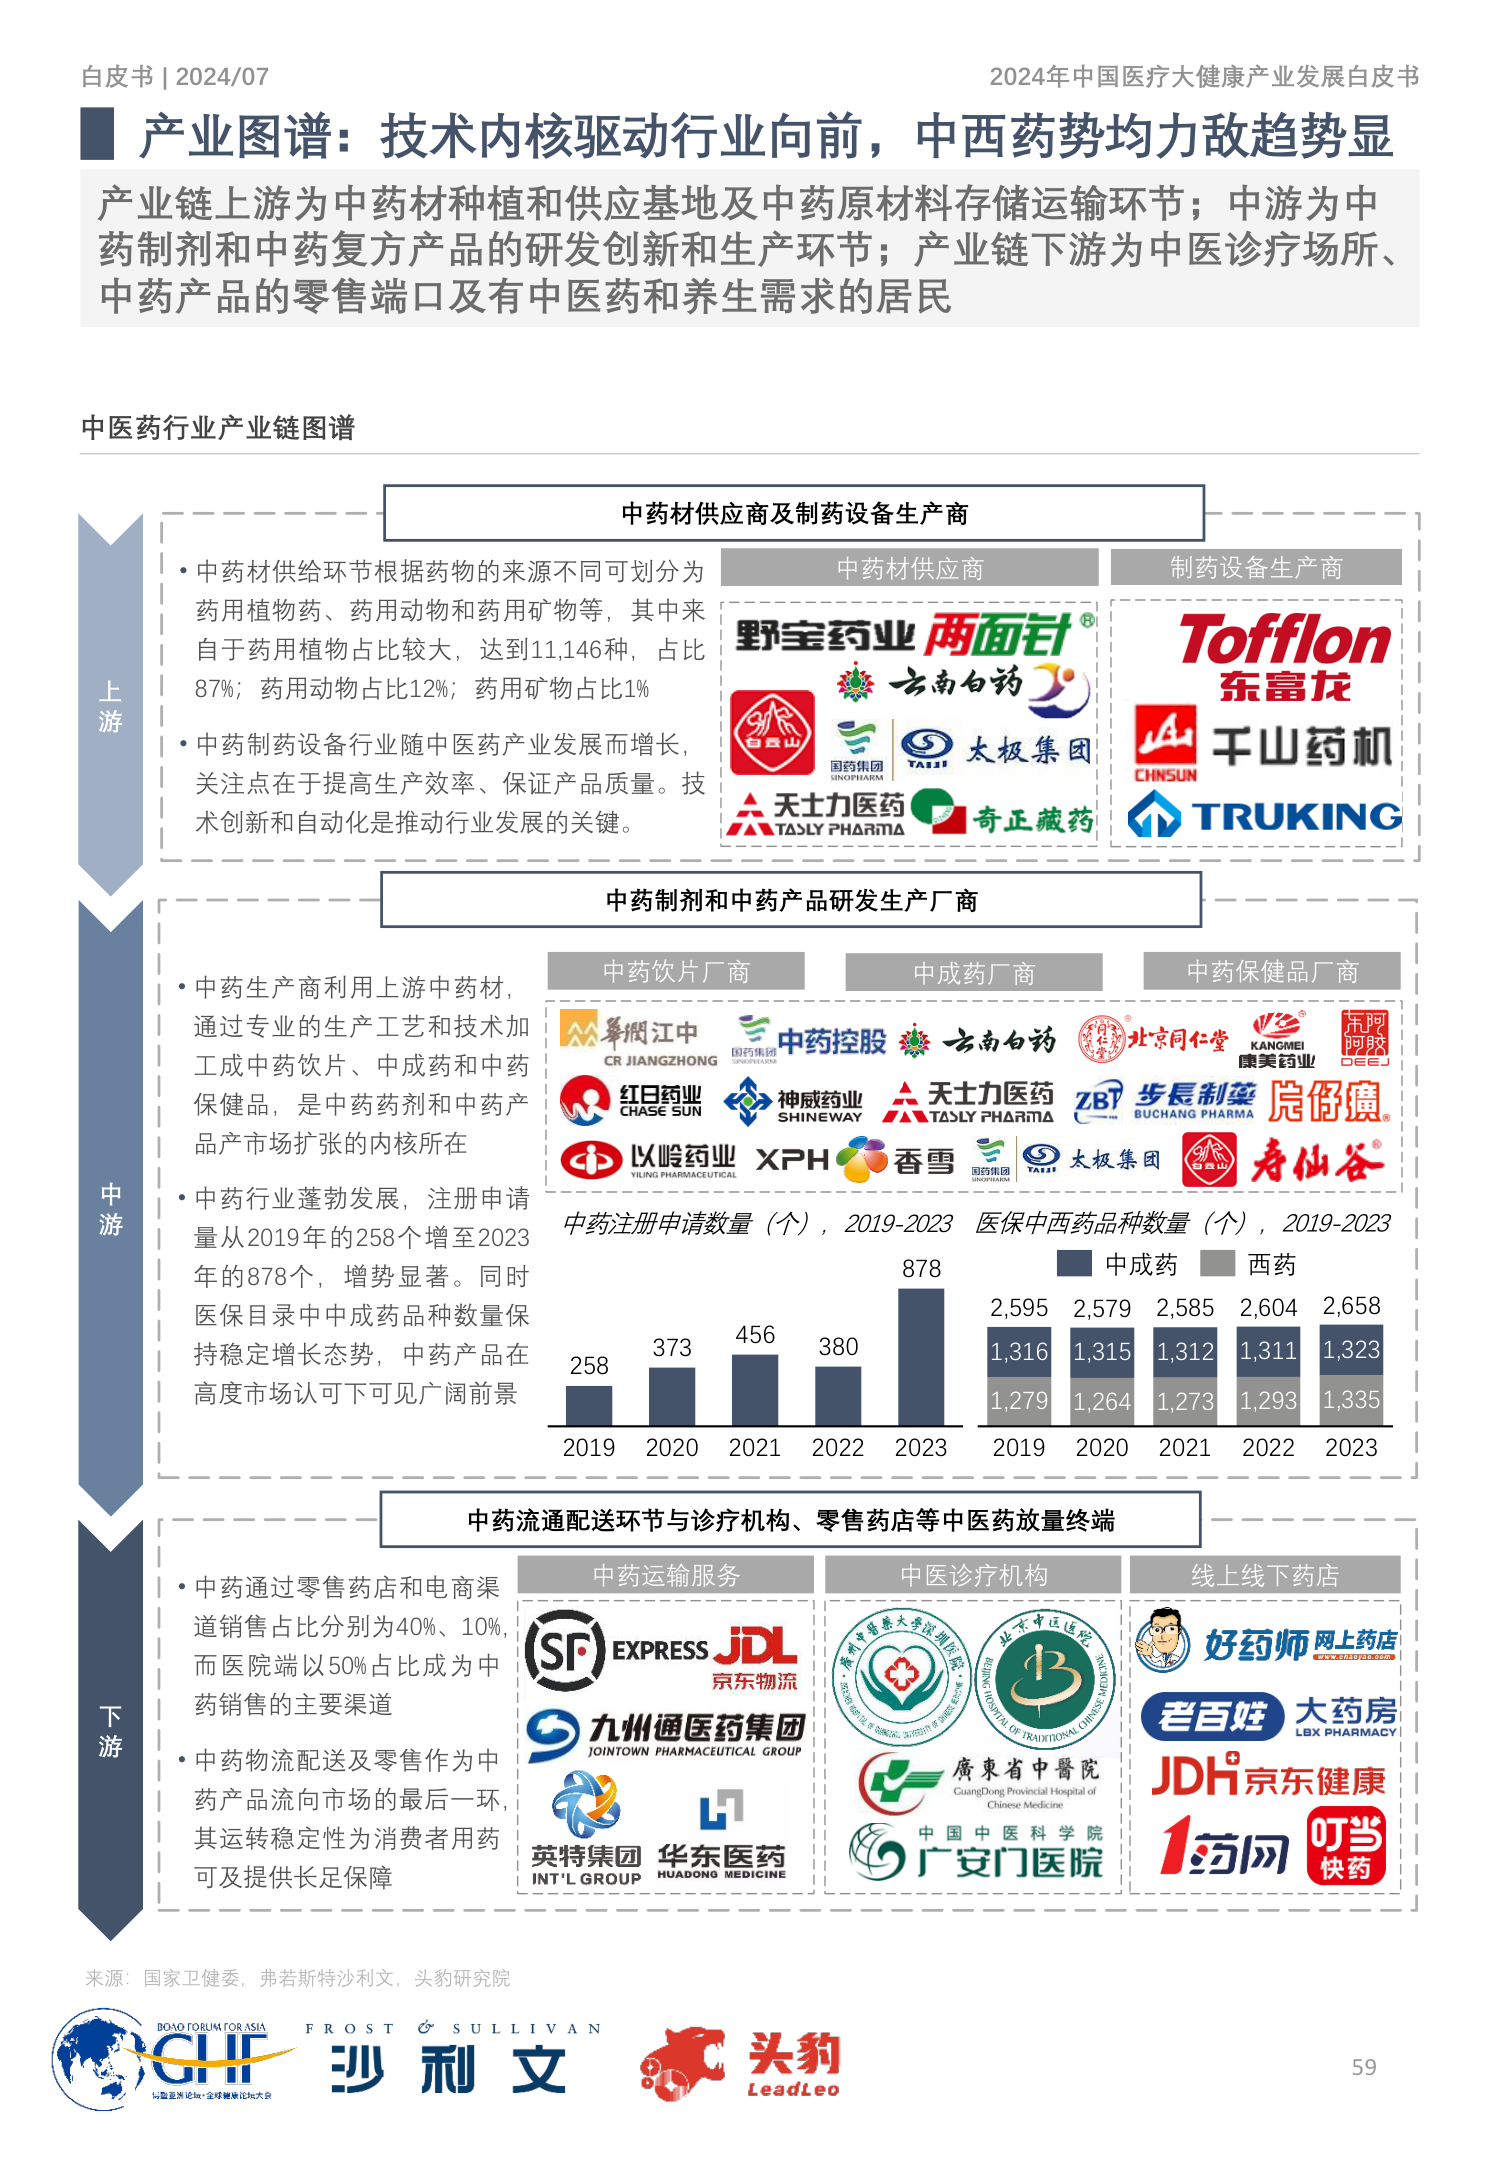 白皮书 | 2024/07
2024年中国医疗大健康产业发展白皮书
产业图谱：技术内核驱动行业向前，中西药势均力敌趋势显
产业链上游为中药材种植和供应基地及中药原材料存储运输环节；中游为中
药制剂和中药复方产品的研发创新和生产环节；产业链下游为中医诊疗场所、
中药产品的零售端口及有中医药和养生需求的居民
中医药行业产业链图谱
上游
中药材供应商及制药设备生产商
• 中药材供给环节根据药物的来源不同可划分为
药用植物药、药用动物和药用矿物等，其中来
自于药用植物占比较大，达到11,146种，占比
87%；药用动物占比12%；药用矿物占比1%
• 中药制药设备行业随中医药产业发展而增长，
关注点在于提高生产效率、保证产品质量。技
术创新和自动化是推动行业发展的关键。
中药材供应商
野宝药业 两面针®
云南白药
白云山
国药集团 SINOPHARM
TAIJI 太极集团
天士力医药
TASLY PHARMA
奇正藏药
制药设备生产商
Tofflon
东富龙
CHNSUN
千山药机
TRUKING
中游
中药制剂和中药产品研发生产厂商
• 中药生产商利用上游中药材，
通过专业的生产工艺和技术加
工成中药饮片、中成药和中药
保健品，是中药药剂和中药产
品产市场扩张的内核所在
• 中药行业蓬勃发展，注册申请
量从2019年的258个增至2023
年的878个，增势显著。同时
医保目录中中成药品种数量保
持稳定增长态势，中药产品在
高度市场认可下可见广阔前景
中药饮片厂商
中成药厂商
中药保健品厂商
華潤江中
CR JIANGZHONG
国药集团 SINOPHARM
中药控股
云南白药
同仁堂
北京同仁堂
KANGMEI
康美药业
东阿阿胶
DEEJ
红日药业
CHASE SUN
神威药业
SHINEWAY
天士力医药
TASLY PHARMA
ZBT
步長制藥
BUCHANG PHARMA
片仔癀®
以岭药业
YILING PHARMACEUTICAL
XPH 香雪
国药集团 SINOPHARM
TAIJI 太极集团
白云山
寿仙谷®
中药注册申请数量（个），2019-2023
258 373 456 380 878
2019 2020 2021 2022 2023
医保中西药品种数量（个），2019-2023
中成药 西药
2,595 2,579 2,585 2,604 2,658
1,316 1,315 1,312 1,311 1,323
1,279 1,264 1,273 1,293 1,335
2019 2020 2021 2022 2023
下游
中药流通配送环节与诊疗机构、零售药店等中医药放量终端
• 中药通过零售药店和电商渠
道销售占比分别为40%、10%,
而医院端以50%占比成为中
药销售的主要渠道
• 中药物流配送及零售作为中
药产品流向市场的最后一环,
其运转稳定性为消费者用药
可及提供长足保障
中药运输服务
SF EXPRESS
JDL
京东物流
九州通医药集团
JOINTOWN PHARMACEUTICAL GROUP
英特集团
INT'L GROUP
华东医药
HUADONG MEDICINE
中医诊疗机构
廣州中醫藥大学深圳医院
北京中医医院
BEIJING HOSPITAL OF TRADITIONAL CHINESE MEDICINE
廣東省中醫院
GuangDong Provincial Hospital of
Chinese Medicine
中国中医科学院
广安门医院
线上线下药店
好药师 网上药店
www.ehaoyao.com
老百姓 大药房
LBX PHARMACY
JDH 京东健康
1药网
叮当
快药
来源：国家卫健委，弗若斯特沙利文，头豹研究院
BOAO FORUM FOR ASIA
GHF
博鳌亚洲论坛·全球健康论坛大会
FROST & SULLIVAN
沙利文
头豹
LeadLeo
59